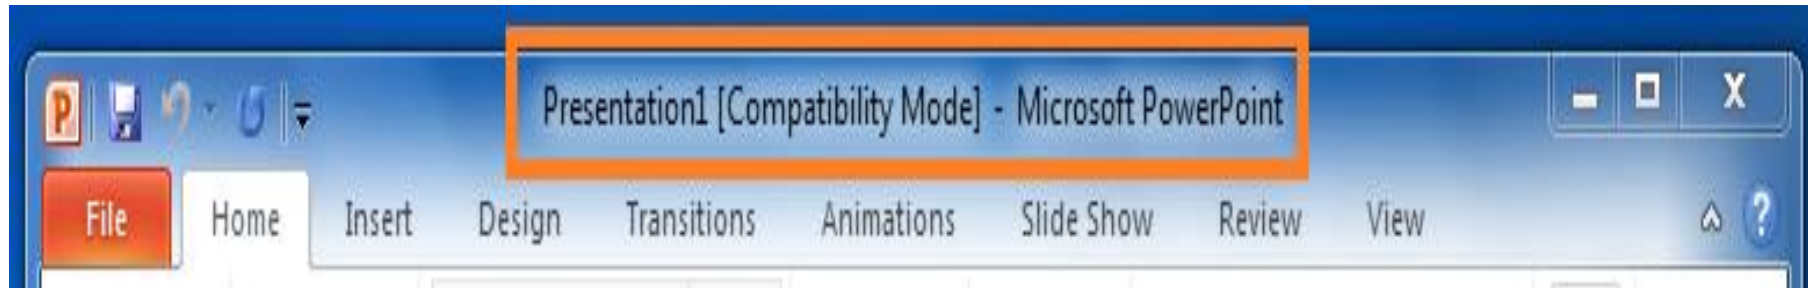 Presentation1 [Compatibility Mode] - Microsoft PowerPoint
File Home Insert Design Transitions Animations Slide Show Review View